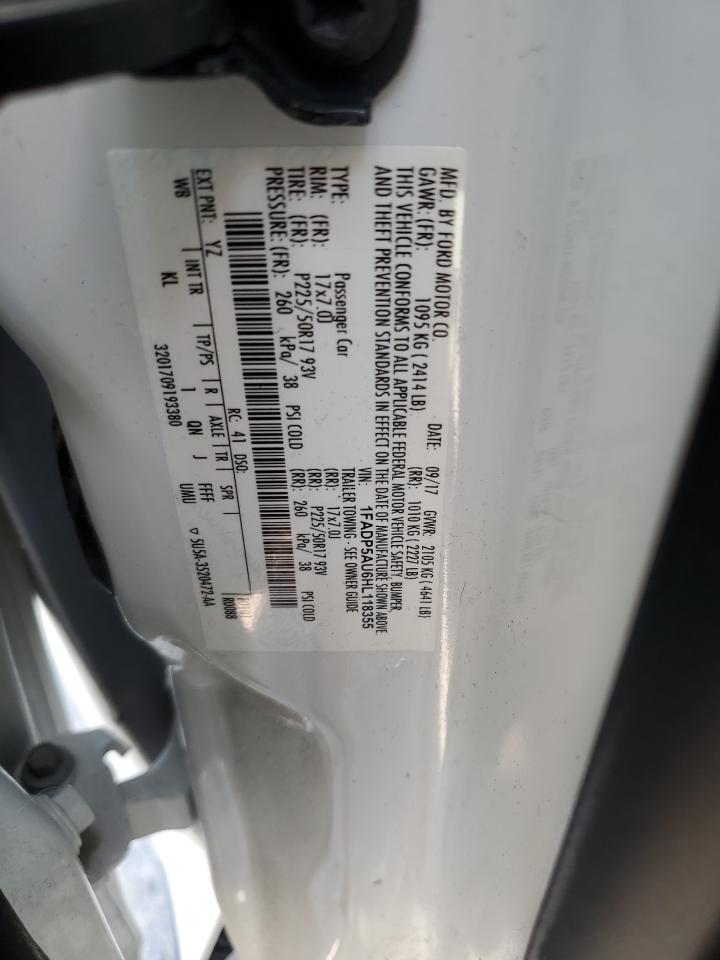 MFD. BY FORD MOTOR CO.
DATE: 09/17 GVWR: 2105 KG ( 4641 LB)
GAWR: (FR): 1095 KG ( 2414 LB) (RR): 1010 KG ( 2227 LB)
THIS VEHICLE CONFORMS TO ALL APPLICABLE FEDERAL MOTOR VEHICLE SAFETY, BUMPER,
AND THEFT PREVENTION STANDARDS IN EFFECT ON THE DATE OF MANUFACTURE SHOWN ABOVE.
VIN: 1FADP5AU6HL118355
TYPE: Passenger Car TRAILER TOWING - SEE OWNER GUIDE
RIM: (FR): 17x7.0J (RR): 17x7.0J
TIRE: (FR): P225/50R17 93V (RR): P225/50R17 93V
PRESSURE: (FR): 260 kPa/ 38 PSI COLD (RR): 260 kPa/ 38 PSI COLD
RC: 41 DSO: R0088
EXT PNT: YZ INT TR TP/PS R AXLE TR SPR
WB KL 1 QN J FFFF UMU
3201709193380 ▽ 5U5A-3520472-AA